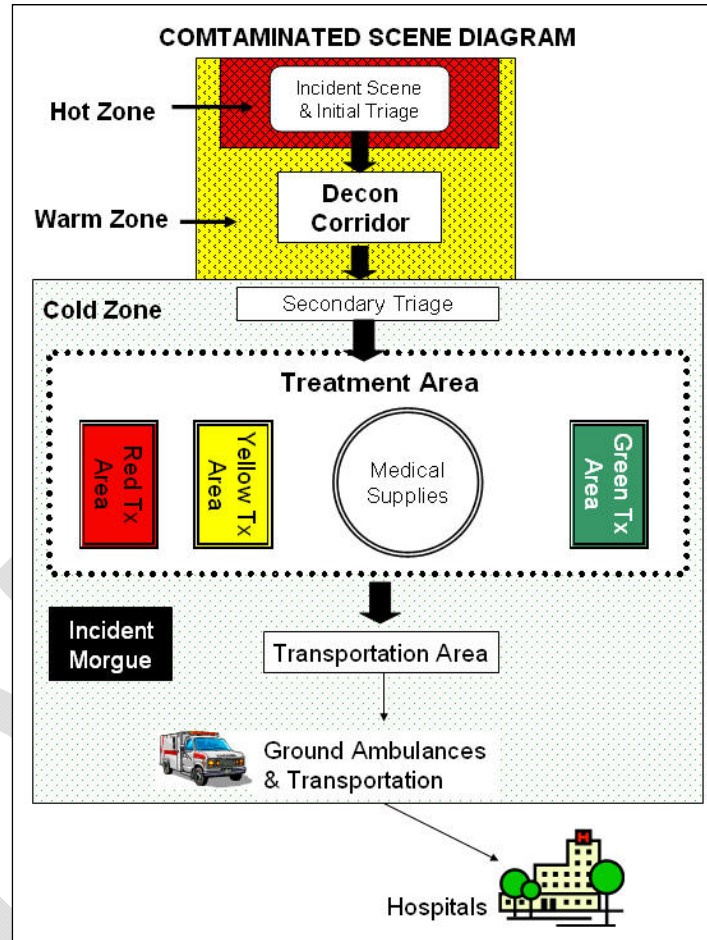 COMTAMINATED SCENE DIAGRAM
Incident Scene
& Initial Triage
Hot Zone
Decon
Corridor
Warm Zone
Secondary Triage
Cold Zone
Treatment Area
Red Tx
Area
Yellow Tx
Area
Medical
Supplies
Green Tx
Area
Incident
Morgue
Transportation Area
Ground Ambulances
& Transportation
H
Hospitals